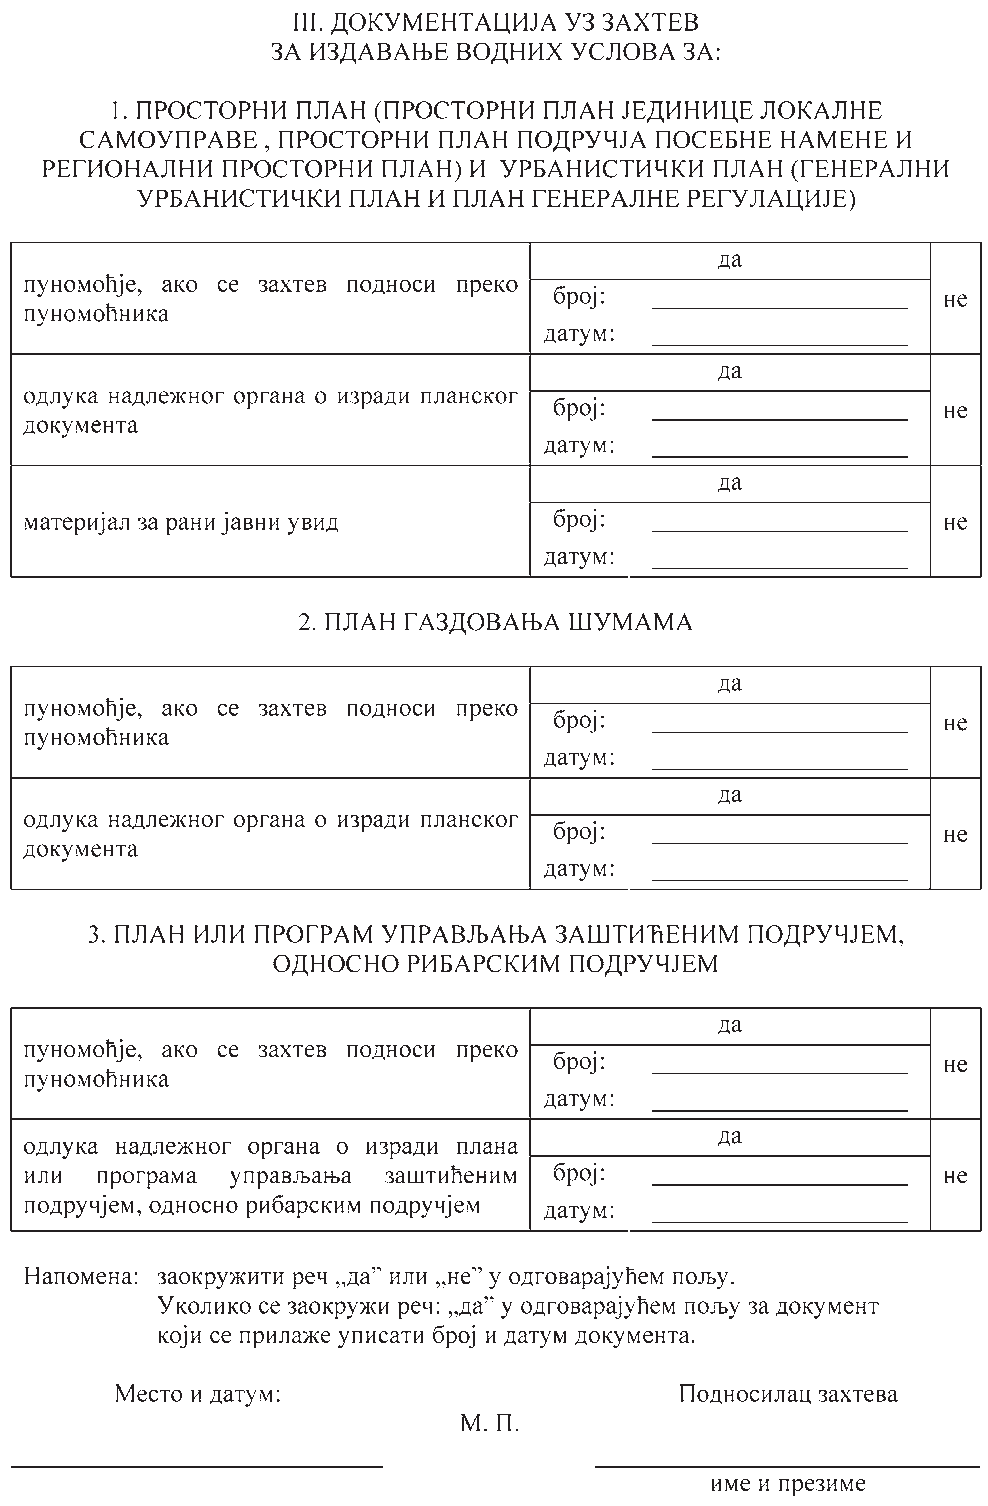 III. ДОКУМЕНТАЦИЈА УЗ ЗАХТЕВ
ЗА ИЗДАВАЊЕ ВОДНИХ УСЛОВА ЗА:
1. ПРОСТОРНИ ПЛАН (ПРОСТОРНИ ПЛАН ЈЕДИНИЦЕ ЛОКАЛНЕ
САМОУПРАВЕ , ПРОСТОРНИ ПЛАН ПОДРУЧЈА ПОСЕБНЕ НАМЕНЕ И
РЕГИОНАЛНИ ПРОСТОРНИ ПЛАН) И УРБАНИСТИЧКИ ПЛАН (ГЕНЕРАЛНИ
УРБАНИСТИЧКИ ПЛАН И ПЛАН ГЕНЕРАЛНЕ РЕГУЛАЦИЈЕ)
пуномоћје, ако се захтев подноси преко
пуномоћника
да
број:
датум:
не
одлука надлежног органа о изради планског
документа
да
број:
датум:
не
материјал за рани јавни увид
да
број:
датум:
не
2. ПЛАН ГАЗДОВАЊА ШУМАМА
пуномоћје, ако се захтев подноси преко
пуномоћника
да
број:
датум:
не
одлука надлежног органа о изради планског
документа
да
број:
датум:
не
3. ПЛАН ИЛИ ПРОГРАМ УПРАВЉАЊА ЗАШТИЋЕНИМ ПОДРУЧЈЕМ,
ОДНОСНО РИБАРСКИМ ПОДРУЧЈЕМ
пуномоћје, ако се захтев подноси преко
пуномоћника
да
број:
датум:
не
одлука надлежног органа о изради плана
или програма управљања заштићеним
подручјем, односно рибарским подручјем
да
број:
датум:
не
Напомена: заокружити реч „да” или „не” у одговарајућем пољу.
Уколико се заокружи реч: „да” у одговарајућем пољу за документ
који се прилаже уписати број и датум документа.
Место и датум:
Подносилац захтева
М. П.
име и презиме